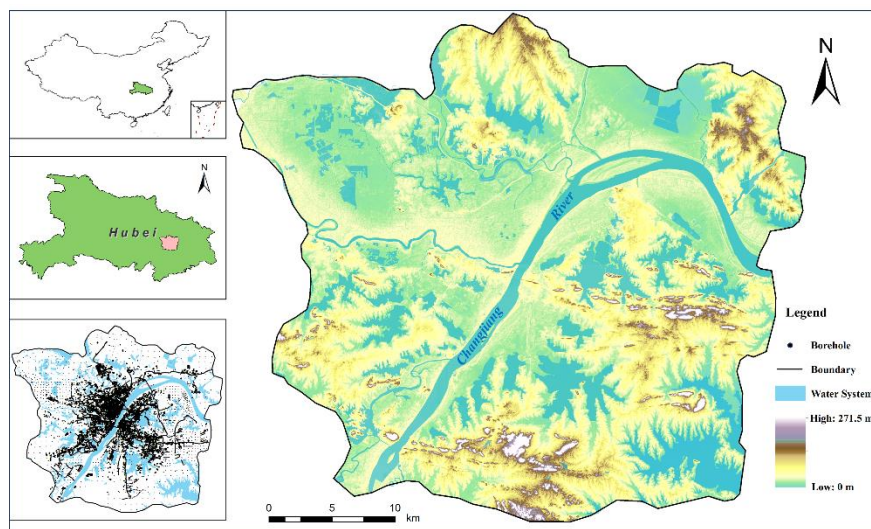 N
N
Hubei
River
Changjiang
Legend
Borehole
Boundary
Water System
High: 271.5 m
Low: 0 m
0 5 10
km